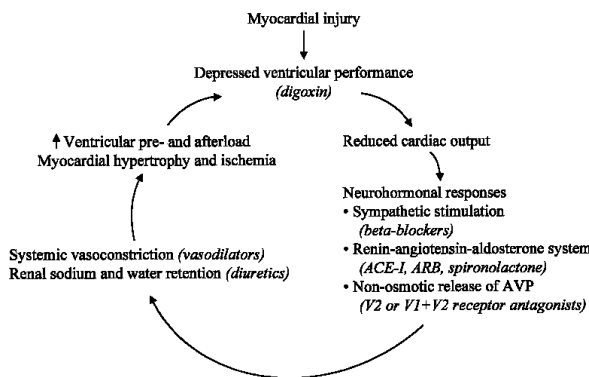 Myocardial injury
Depressed ventricular performance
(digoxin)
Reduced cardiac output
Neurohormonal responses
• Sympathetic stimulation
(beta-blockers)
• Renin-angiotensin-aldosterone system
(ACE-I, ARB, spironolactone)
• Non-osmotic release of AVP
(V2 or V1+V2 receptor antagonists)
Systemic vasoconstriction (vasodilators)
Renal sodium and water retention (diuretics)
↑ Ventricular pre- and afterload
Myocardial hypertrophy and ischemia